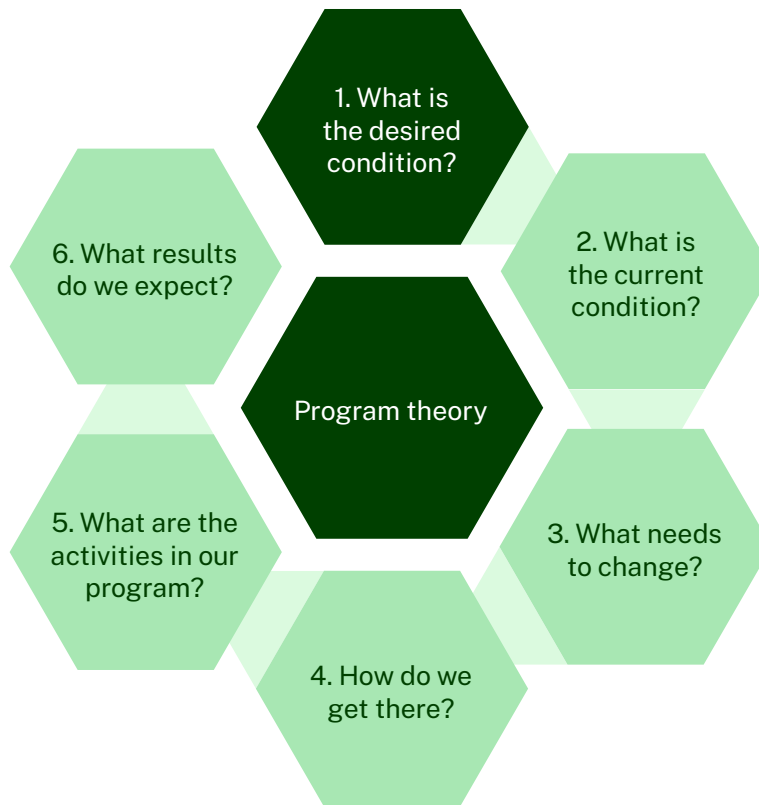 1. What is
the desired
condition?
2. What is
the current
condition?
3. What needs
to change?
4. How do we
get there?
5. What are the
activities in our
program?
6. What results
do we expect?
Program theory